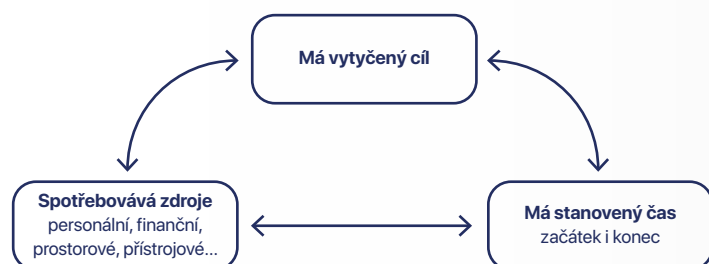 Má vytyčený cíl
Spotřebovává zdroje
personální, finanční,
prostorové, přístrojové...
Má stanovený čas
začátek i konec